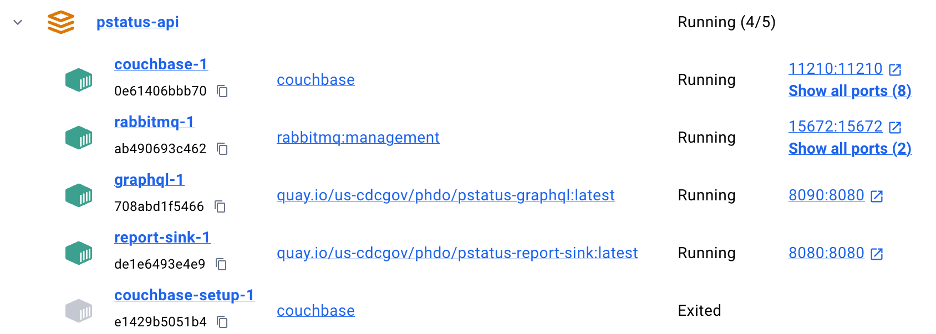 pstatus-api Running (4/5)
couchbase-1
0e61406bbb70
couchbase Running 11210:11210
Show all ports (8)
rabbitmq-1
ab490693c462
rabbitmq:management Running 15672:15672
Show all ports (2)
graphql-1
708abd1f5466
quay.io/us-cdcgov/phdo/pstatus-graphql:latest Running 8090:8080
report-sink-1
de1e6493e4e9
quay.io/us-cdcgov/phdo/pstatus-report-sink:latest Running 8080:8080
couchbase-setup-1
e1429b5051b4
couchbase Exited